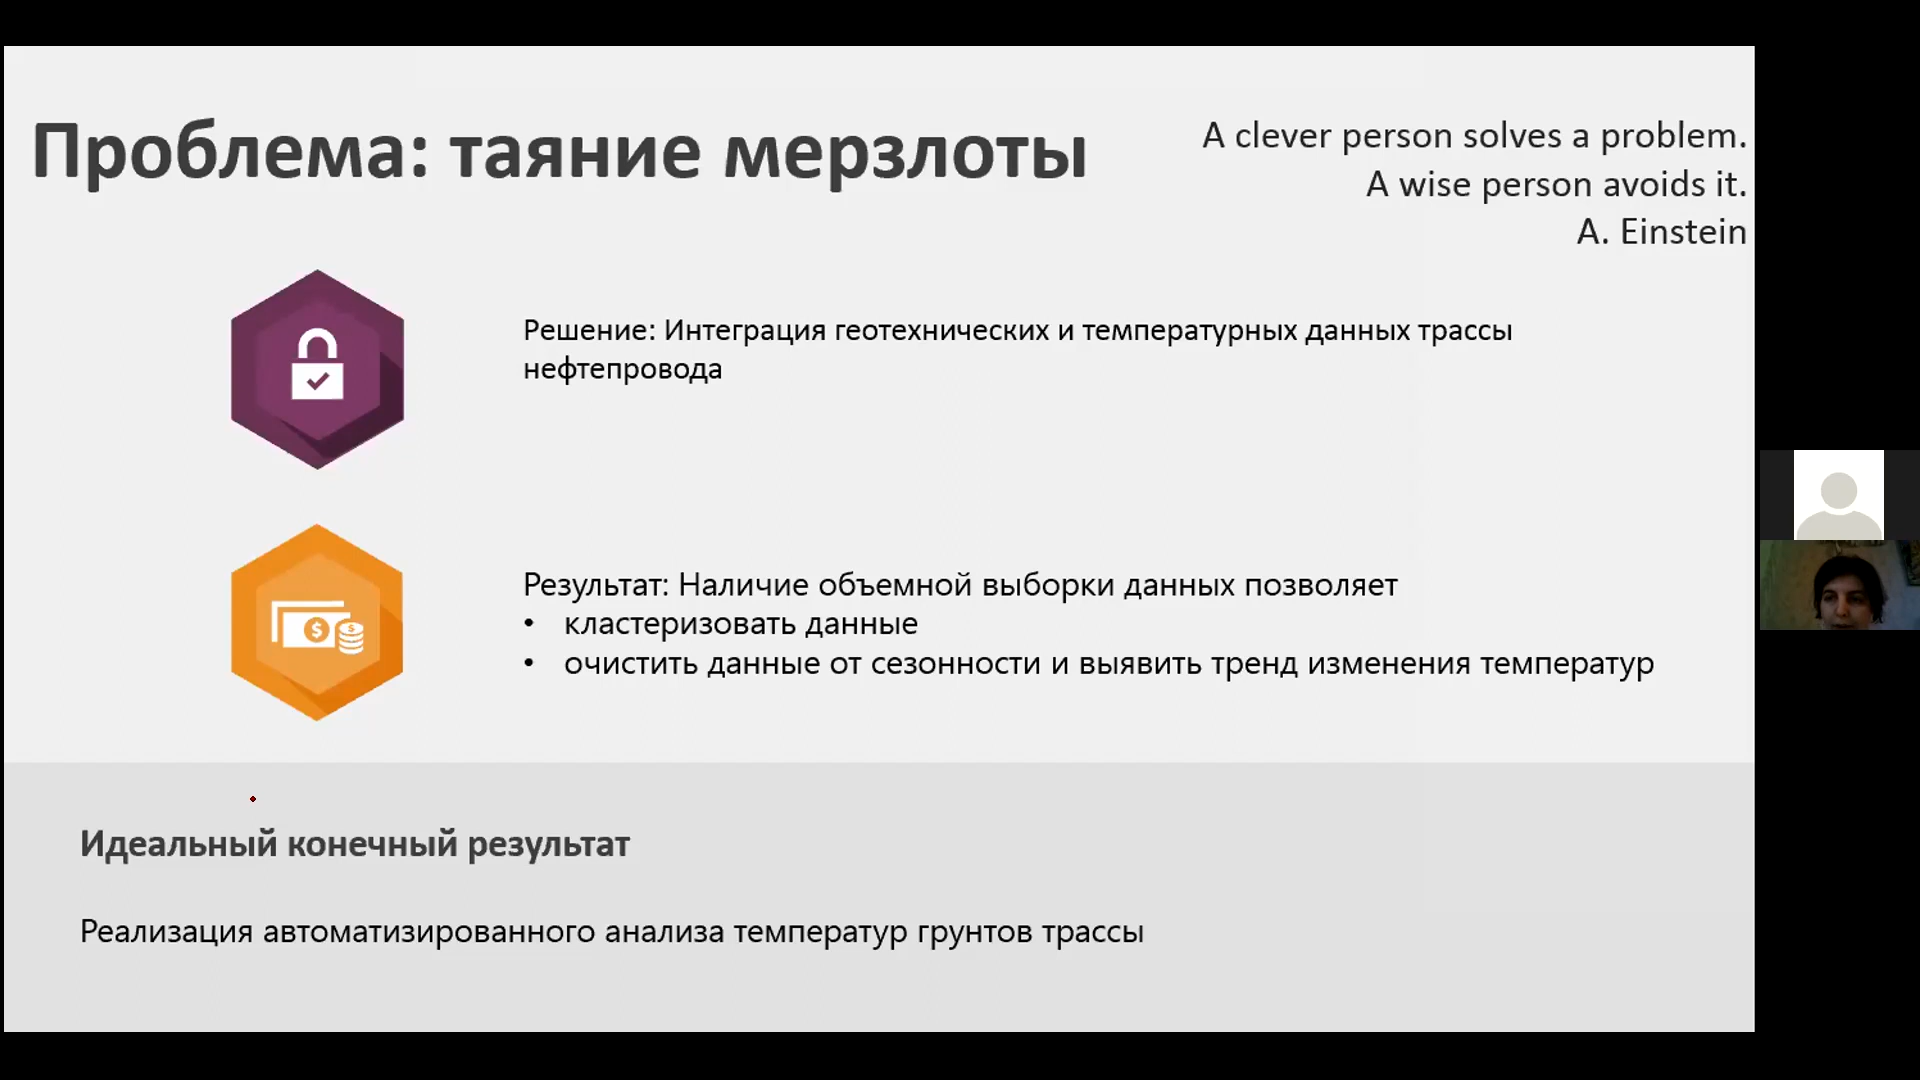 Проблема: таяние мерзлоты
A clever person solves a problem.
A wise person avoids it.
A. Einstein
Решение: Интеграция геотехнических и температурных данных трассы
нефтепровода
Результат: Наличие объемной выборки данных позволяет
• кластеризовать данные
• очистить данные от сезонности и выявить тренд изменения температур
Идеальный конечный результат
Реализация автоматизированного анализа температур грунтов трассы